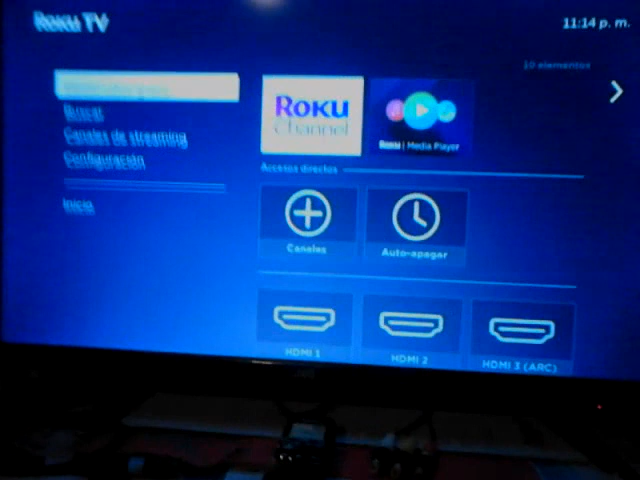 Roku TV
11:14 p. m.
10 elementos
Buscar
Canales de streaming
Configuración
Inicio
Roku
Channel
Roku | Media Player
Accesos directos
Canales
Auto-apagar
HDMI 1
HDMI 2
HDMI 3 (ARC)